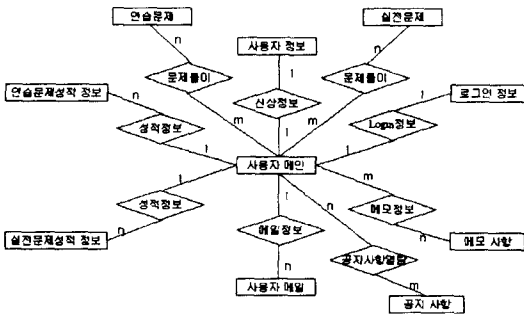 연습문제
실전문제
n
사용자 정보
n
문제풀이
1
문제풀이
연습문제성적 정보
n
신상정보
1
로그인 정보
성적정보
m
1
m
Login정보
1
사용자 메인
1
1
m
성적정보
1
n
메모정보
n
메일정보
n
실전문제성적 정보
메모 사항
n
공지사항열람
사용자 메일
m
공지 사항